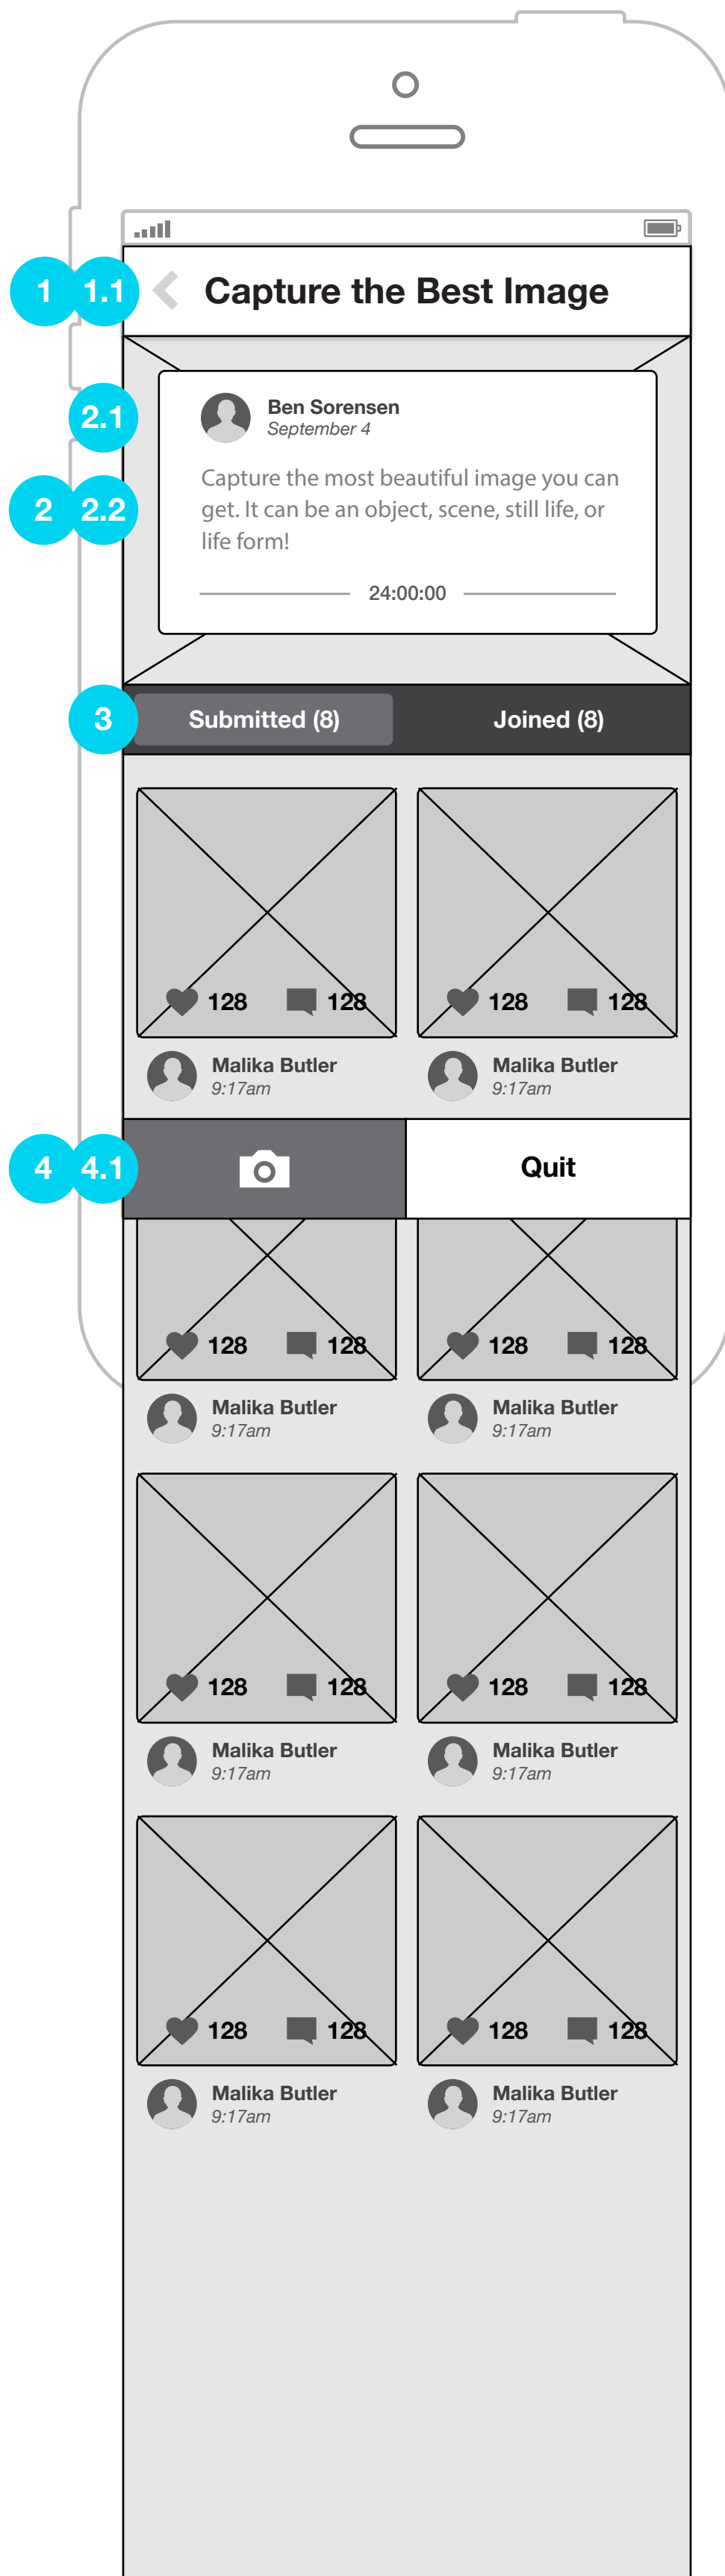 1 1.1 Capture the Best Image
2.1 Ben Sorensen
September 4
2 2.2 Capture the most beautiful image you can
get. It can be an object, scene, still life, or
life form!
24:00:00
3 Submitted (8) Joined (8)
128 128 128 128
Malika Butler Malika Butler
9:17am 9:17am
4 4.1 Quit
128 128 128 128
Malika Butler Malika Butler
9:17am 9:17am
128 128 128 128
Malika Butler Malika Butler
9:17am 9:17am
128 128 128 128
Malika Butler Malika Butler
9:17am 9:17am